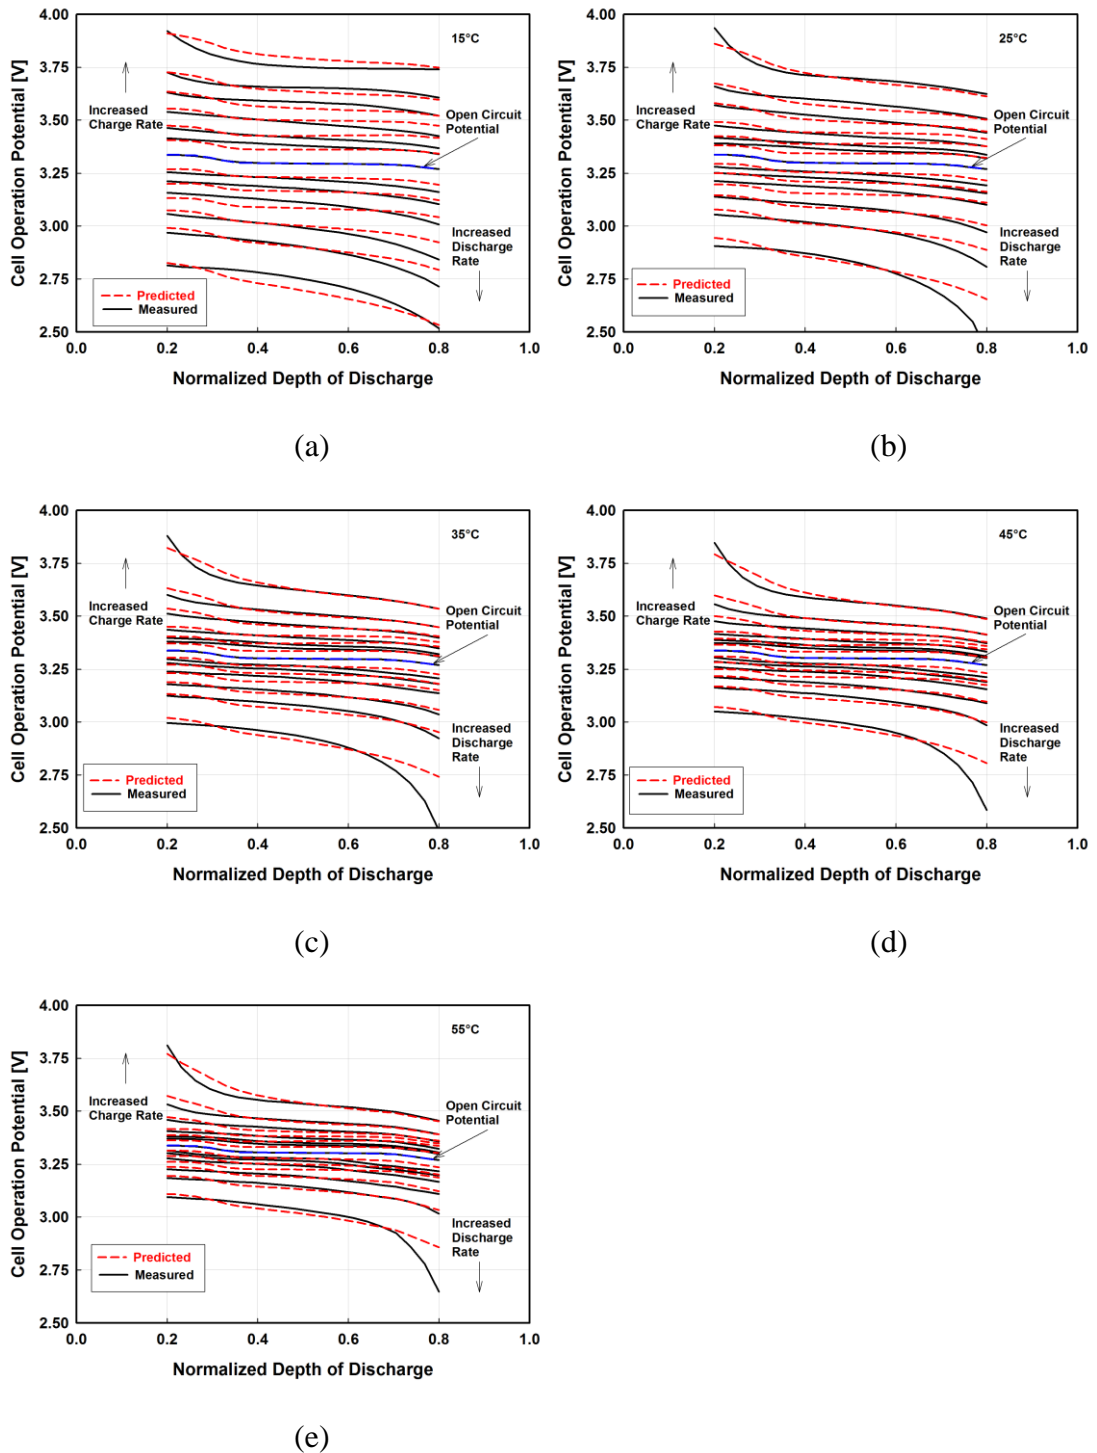 4.00
3.75
3.50
3.25
3.00
2.75
2.50
Cell Operation Potential [V]
15°C
Increased
Charge Rate
Open Circuit
Potential
Increased
Discharge
Rate
Predicted
Measured
0.0 0.2 0.4 0.6 0.8 1.0
Normalized Depth of Discharge
(a)
4.00
3.75
3.50
3.25
3.00
2.75
2.50
Cell Operation Potential [V]
25°C
Increased
Charge Rate
Open Circuit
Potential
Increased
Discharge
Rate
Predicted
Measured
0.0 0.2 0.4 0.6 0.8 1.0
Normalized Depth of Discharge
(b)
4.00
3.75
3.50
3.25
3.00
2.75
2.50
Cell Operation Potential [V]
35°C
Increased
Charge Rate
Open Circuit
Potential
Increased
Discharge
Rate
Predicted
Measured
0.0 0.2 0.4 0.6 0.8 1.0
Normalized Depth of Discharge
(c)
4.00
3.75
3.50
3.25
3.00
2.75
2.50
Cell Operation Potential [V]
45°C
Increased
Charge Rate
Open Circuit
Potential
Increased
Discharge
Rate
Predicted
Measured
0.0 0.2 0.4 0.6 0.8 1.0
Normalized Depth of Discharge
(d)
4.00
3.75
3.50
3.25
3.00
2.75
2.50
Cell Operation Potential [V]
55°C
Increased
Charge Rate
Open Circuit
Potential
Increased
Discharge
Rate
Predicted
Measured
0.0 0.2 0.4 0.6 0.8 1.0
Normalized Depth of Discharge
(e)